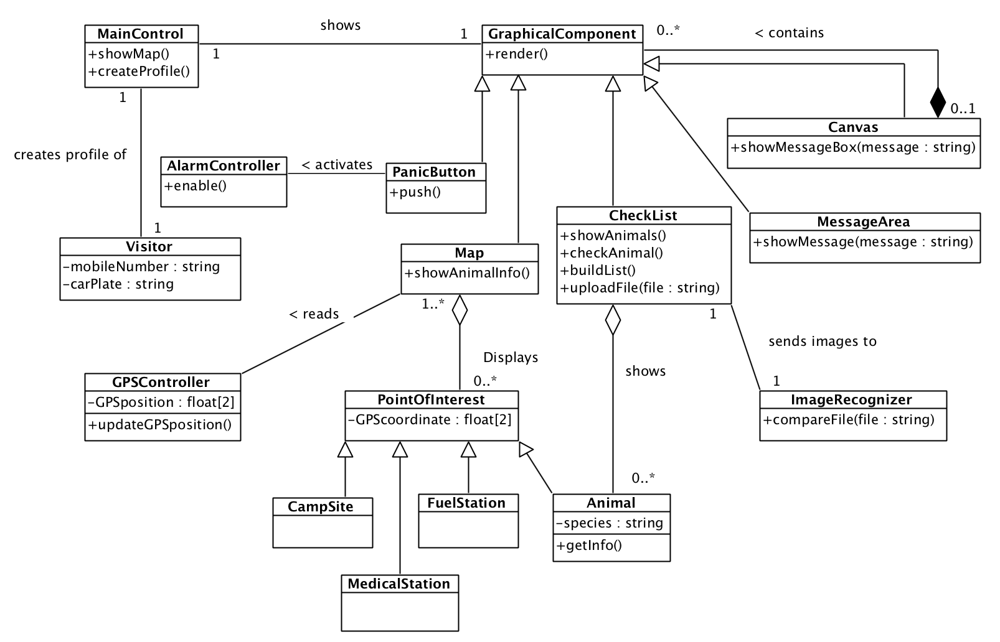 shows
MainControl
+showMap()
+createProfile()
1
1
GraphicalComponent
+render()
0..*
< contains
1
0..1
Canvas
+showMessageBox(message : string)
creates profile of
AlarmController
+enable()
< activates
PanicButton
+push()
1
Visitor
-mobileNumber : string
-carPlate : string
CheckList
+showAnimals()
+checkAnimal()
+buildList()
+uploadFile(file : string)
MessageArea
+showMessage(message : string)
Map
+showAnimalInfo()
1..*
< reads
1
sends images to
Displays
shows
0..*
1
GPSController
-GPSposition : float[2]
+updateGPSposition()
PointOfInterest
-GPScoordinate : float[2]
ImageRecognizer
+compareFile(file : string)
0..*
CampSite
FuelStation
Animal
-species : string
+getInfo()
MedicalStation